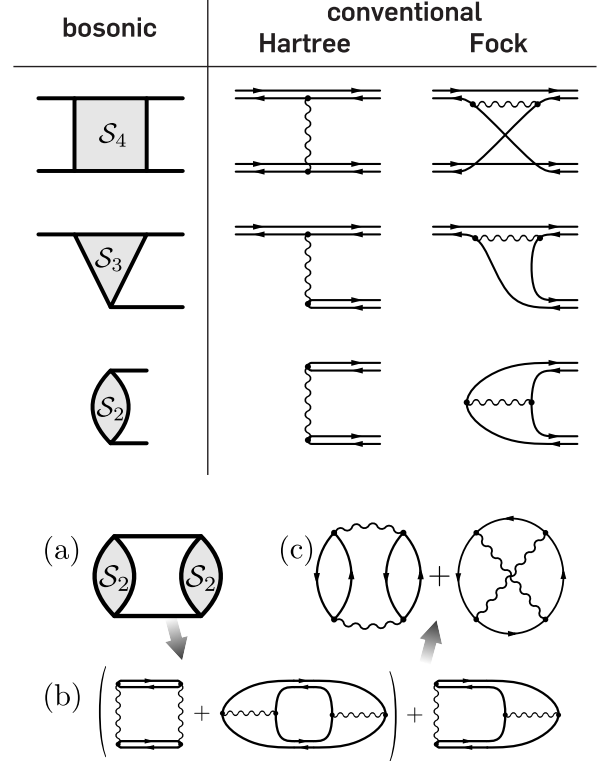 bosonic
conventional
Hartree
Fock
𝒮₄
𝒮₃
𝒮₂
(a)
𝒮₂
𝒮₂
(c)
+
(b)
(
+
)
+